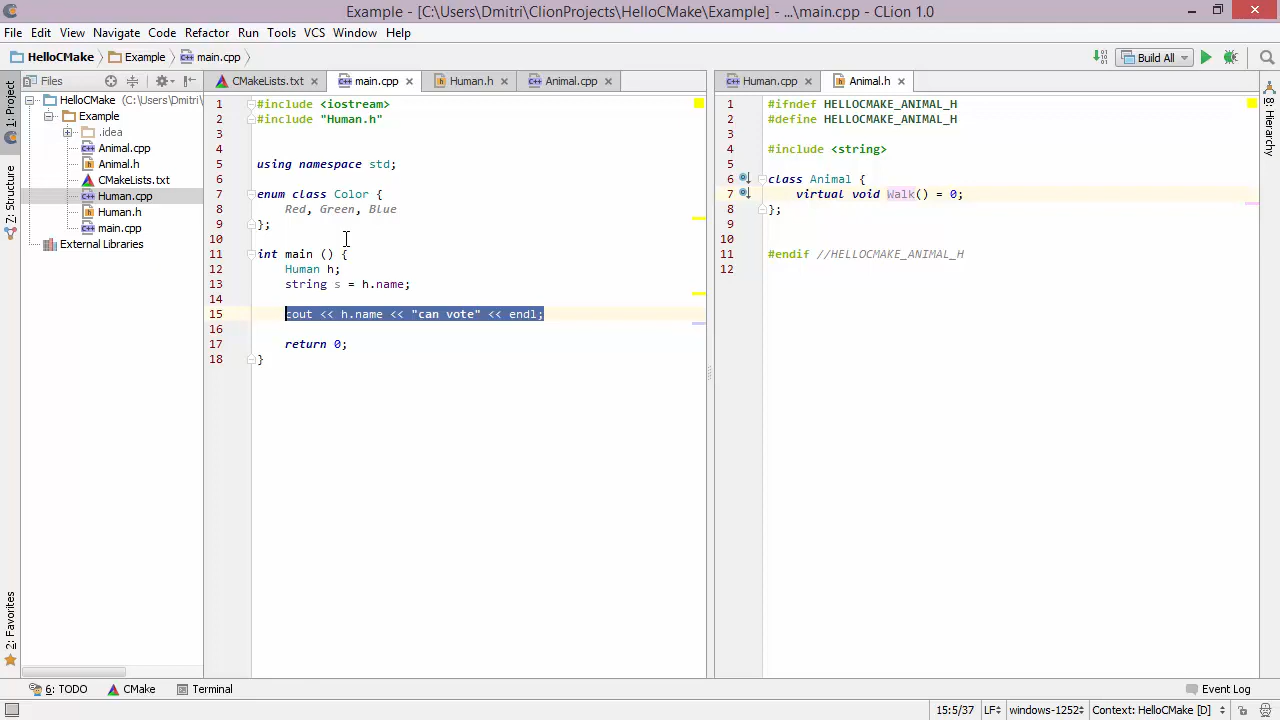 Example - [C:\Users\Dmitri\ClionProjects\HelloCMake\Example] - ...\main.cpp - CLion 1.0
File Edit View Navigate Code Refactor Run Tools VCS Window Help
HelloCMake Example main.cpp Build All
1: Project
7: Structure
2: Favorites
Files
HelloCMake (C:\Users\Dmitri\
Example
.idea
Animal.cpp
Animal.h
CMakeLists.txt
Human.cpp
Human.h
main.cpp
External Libraries
CMakeLists.txt main.cpp Human.h Animal.cpp
1 #include <iostream>
2 #include "Human.h"
3
4
5 using namespace std;
6
7 enum class Color {
8 Red, Green, Blue
9 };
10
11 int main () {
12 Human h;
13 string s = h.name;
14
15 cout << h.name << "can vote" << endl;
16
17 return 0;
18 }
Human.cpp Animal.h
1 #ifndef HELLOCMAKE_ANIMAL_H
2 #define HELLOCMAKE_ANIMAL_H
3
4 #include <string>
5
6 class Animal {
7 virtual void Walk() = 0;
8 };
9
10
11 #endif //HELLOCMAKE_ANIMAL_H
12
8: Hierarchy
6: TODO CMake Terminal Event Log
15:5/37 LF windows-1252 Context: HelloCMake [D]